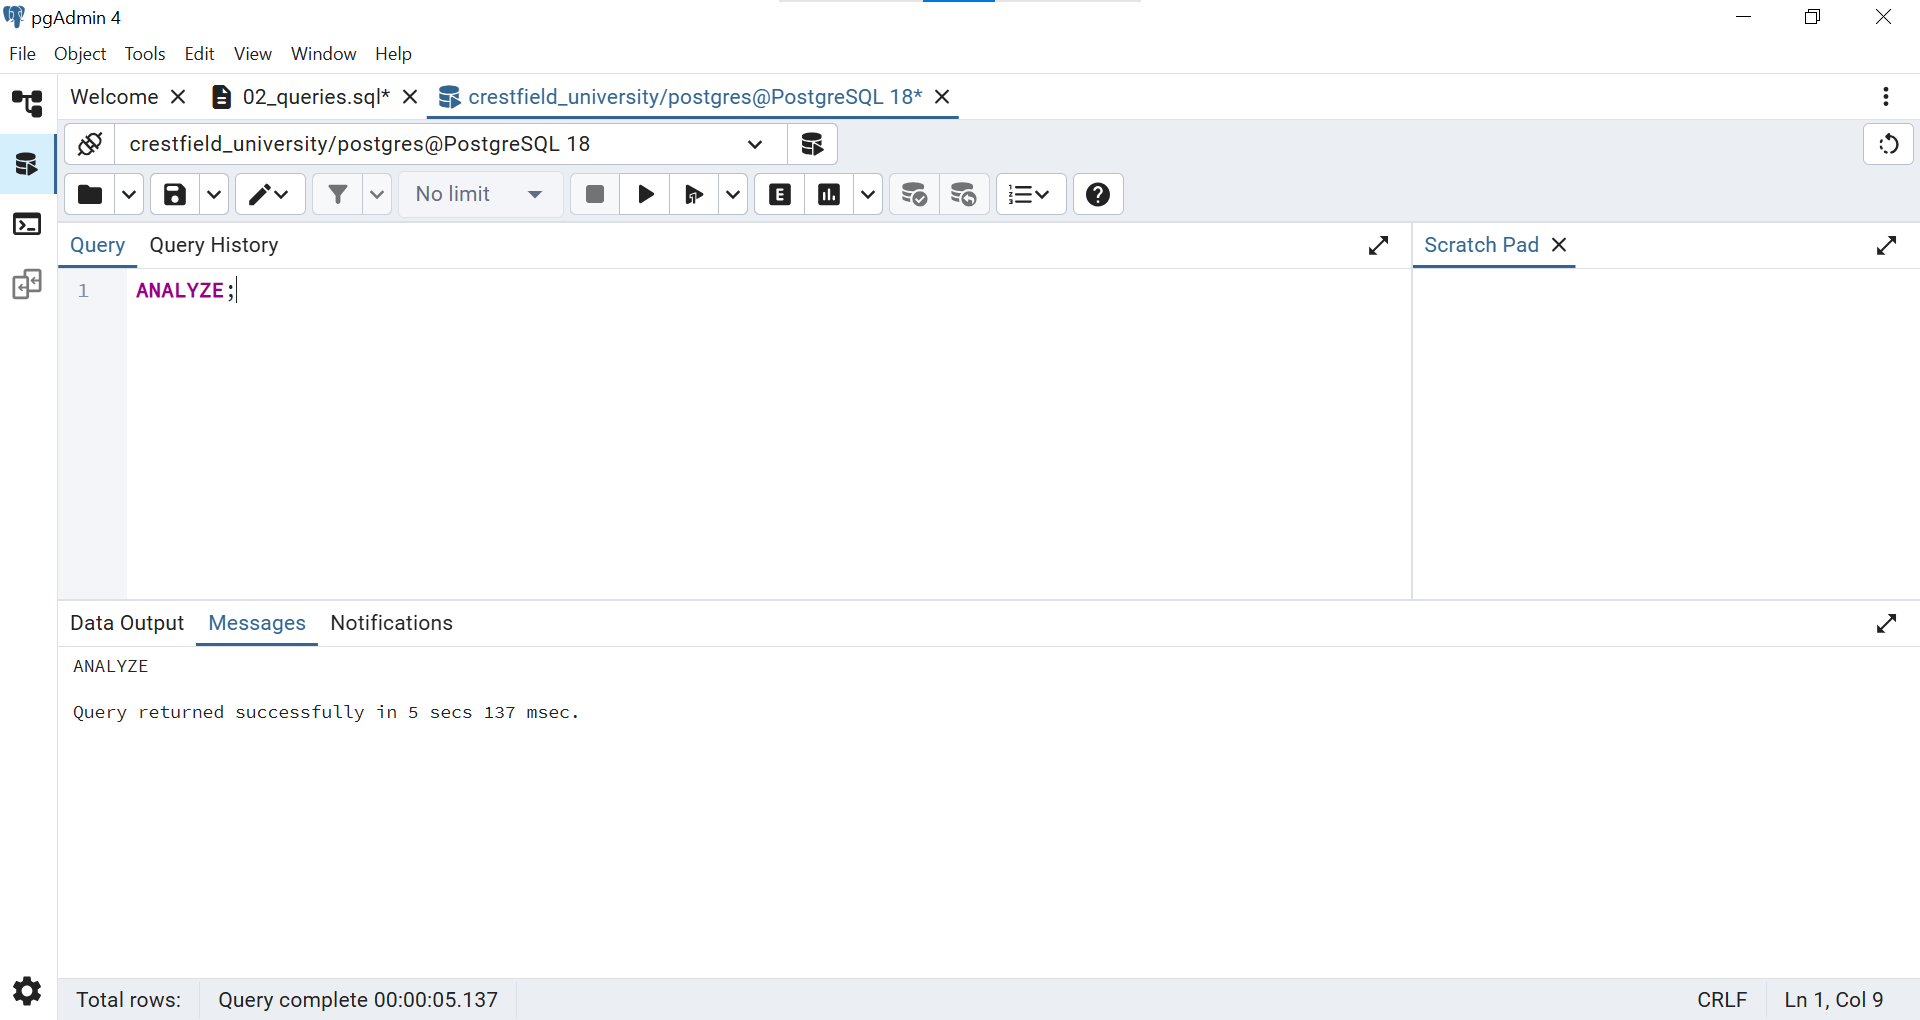 pgAdmin 4
File Object Tools Edit View Window Help
Welcome 02_queries.sql* crestfield_university/postgres@PostgreSQL 18*
crestfield_university/postgres@PostgreSQL 18
No limit E
Query Query History Scratch Pad
1 ANALYZE;
Data Output Messages Notifications
ANALYZE
Query returned successfully in 5 secs 137 msec.
Total rows: Query complete 00:00:05.137 CRLF Ln 1, Col 9